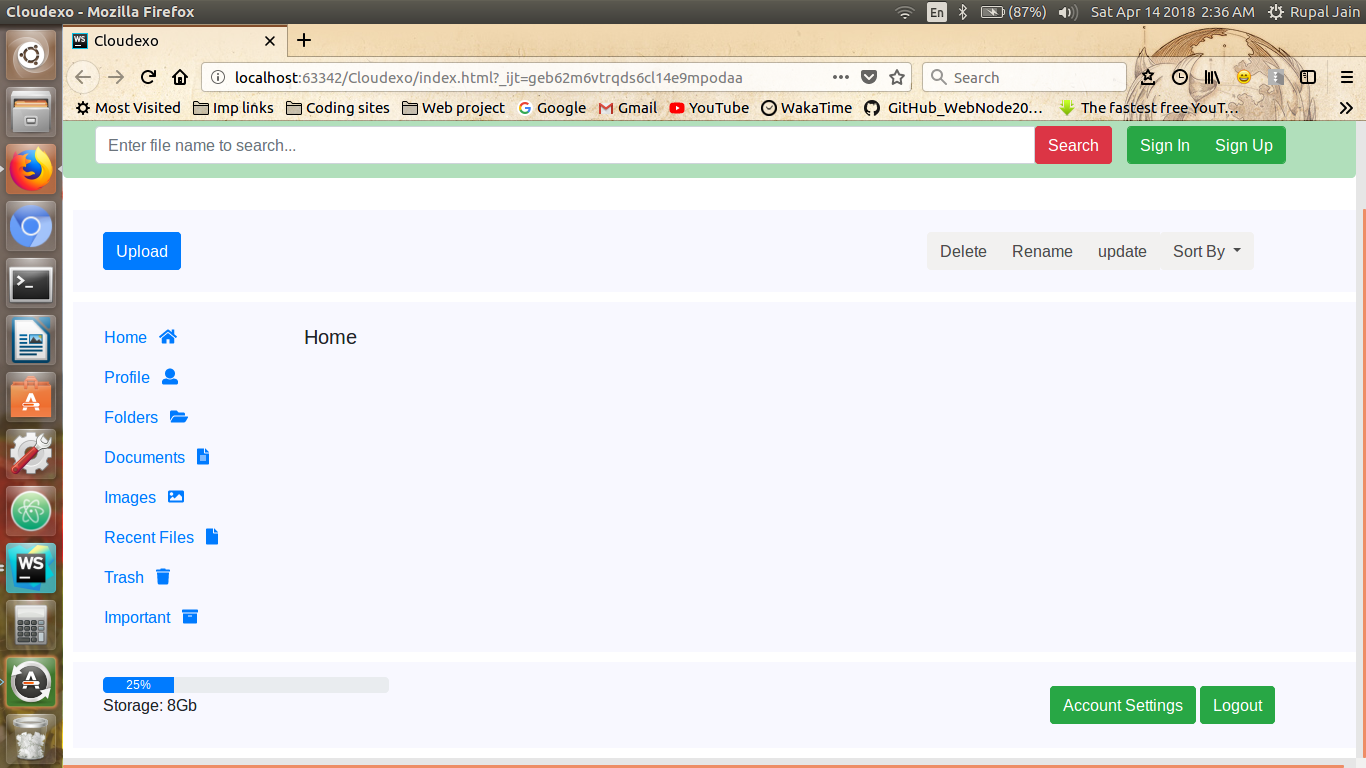 Cloudexo - Mozilla Firefox En (87%) Sat Apr 14 2018 2:36 AM Rupal Jain
WS Cloudexo
localhost:63342/Cloudexo/index.html?_ijt=geb62m6vtrqds6cl14e9mpodaa Search
Most Visited Imp links Coding sites Web project Google Gmail YouTube WakaTime GitHub_WebNode20... The fastest free YouT...
Enter file name to search... Search Sign In Sign Up
Upload Delete Rename update Sort By
Home Home
Profile
Folders
Documents
Images
Recent Files
WS
Trash
Important
25%
Storage: 8Gb Account Settings Logout